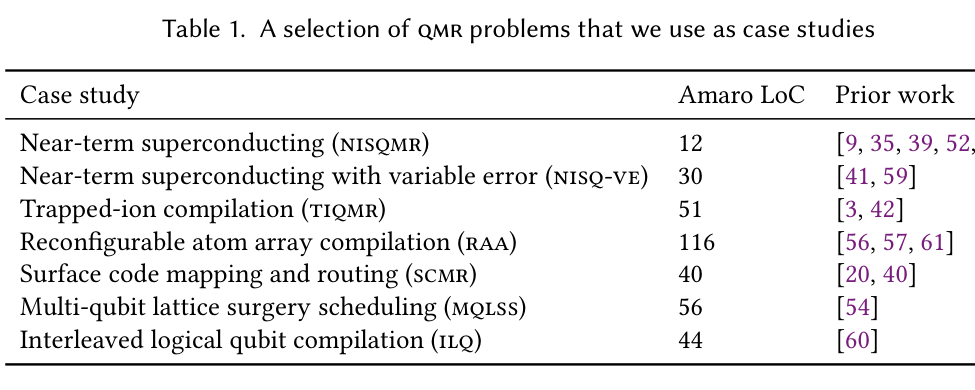 Table 1. A selection of QMR problems that we use as case studies
Case study Amaro LoC Prior work
Near-term superconducting (NISQMR) 12 [9, 35, 39, 52,
Near-term superconducting with variable error (NISQ-VE) 30 [41, 59]
Trapped-ion compilation (TIQMR) 51 [3, 42]
Reconfigurable atom array compilation (RAA) 116 [56, 57, 61]
Surface code mapping and routing (SCMR) 40 [20, 40]
Multi-qubit lattice surgery scheduling (MQLSS) 56 [54]
Interleaved logical qubit compilation (ILQ) 44 [60]